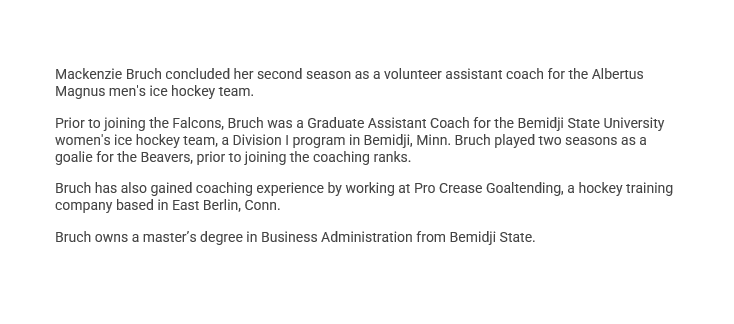 Mackenzie Bruch concluded her second season as a volunteer assistant coach for the Albertus
Magnus men's ice hockey team.
Prior to joining the Falcons, Bruch was a Graduate Assistant Coach for the Bemidji State University
women's ice hockey team, a Division I program in Bemidji, Minn. Bruch played two seasons as a
goalie for the Beavers, prior to joining the coaching ranks.
Bruch has also gained coaching experience by working at Pro Crease Goaltending, a hockey training
company based in East Berlin, Conn.
Bruch owns a master’s degree in Business Administration from Bemidji State.